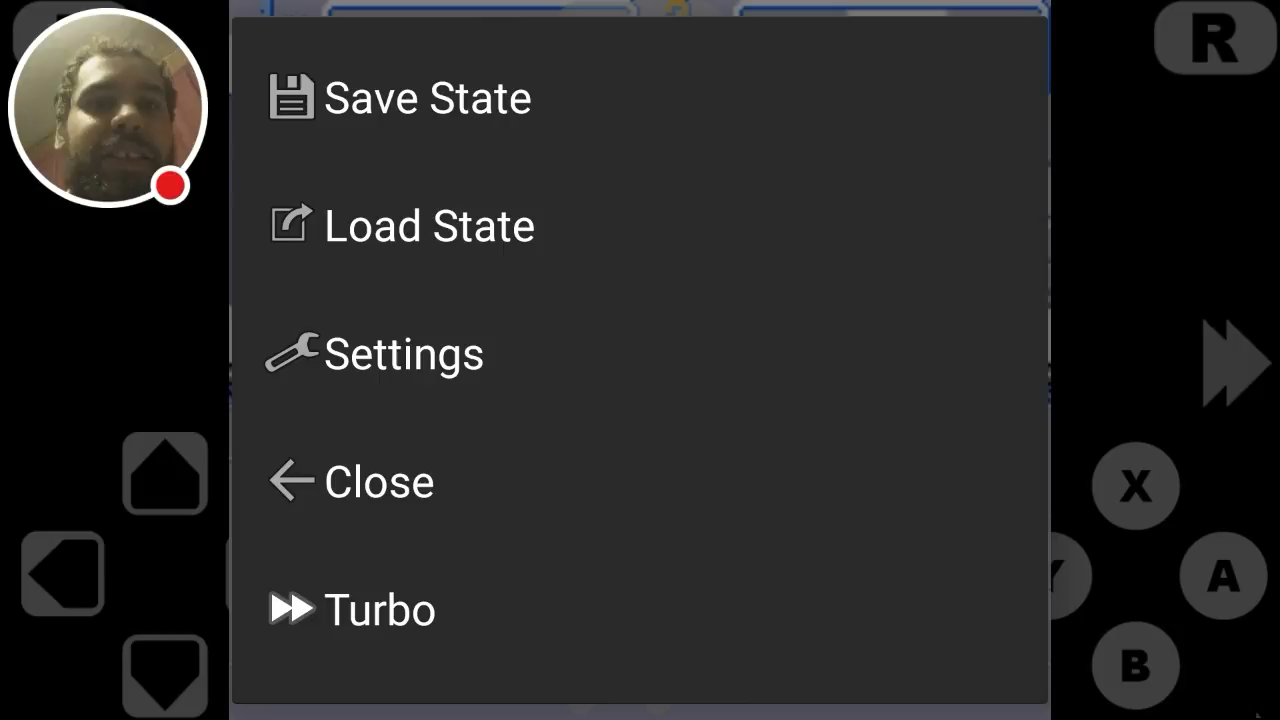 R
Save State
Load State
Settings
Close
Turbo
X
Y
A
B